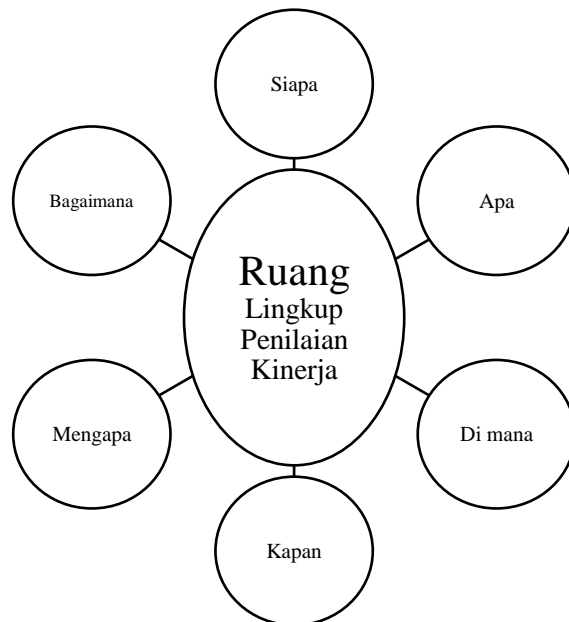 Siapa
Apa
Di mana
Kapan
Mengapa
Bagaimana
Ruang
Lingkup
Penilaian
Kinerja